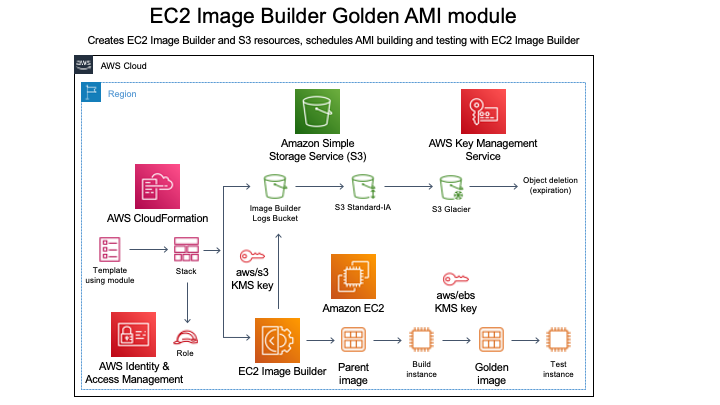 EC2 Image Builder Golden AMI module
Creates EC2 Image Builder and S3 resources, schedules AMI building and testing with EC2 Image Builder
aws
AWS Cloud
Region
Amazon Simple
Storage Service (S3)
AWS Key Management
Service
AWS CloudFormation
Image Builder
Logs Bucket
S3 Standard-IA
S3 Glacier
Object deletion
(expiration)
Template
using module
Stack
aws/s3
KMS key
Amazon EC2
aws/ebs
KMS key
AWS Identity &
Access Management
Role
EC2 Image Builder
Parent
image
Build
instance
Golden
image
Test
instance